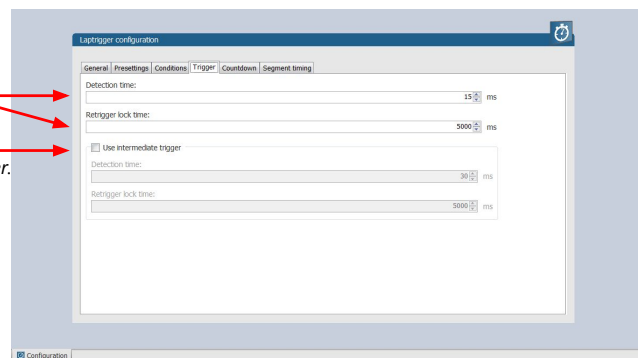 Laptrigger configuration
General Presettings Conditions Trigger Countdown Segment timing
Detection time:
15 ms
Retrigger lock time:
5000 ms
Use intermediate trigger
Detection time:
30 ms
Retrigger lock time:
5000 ms
r.
Configuration